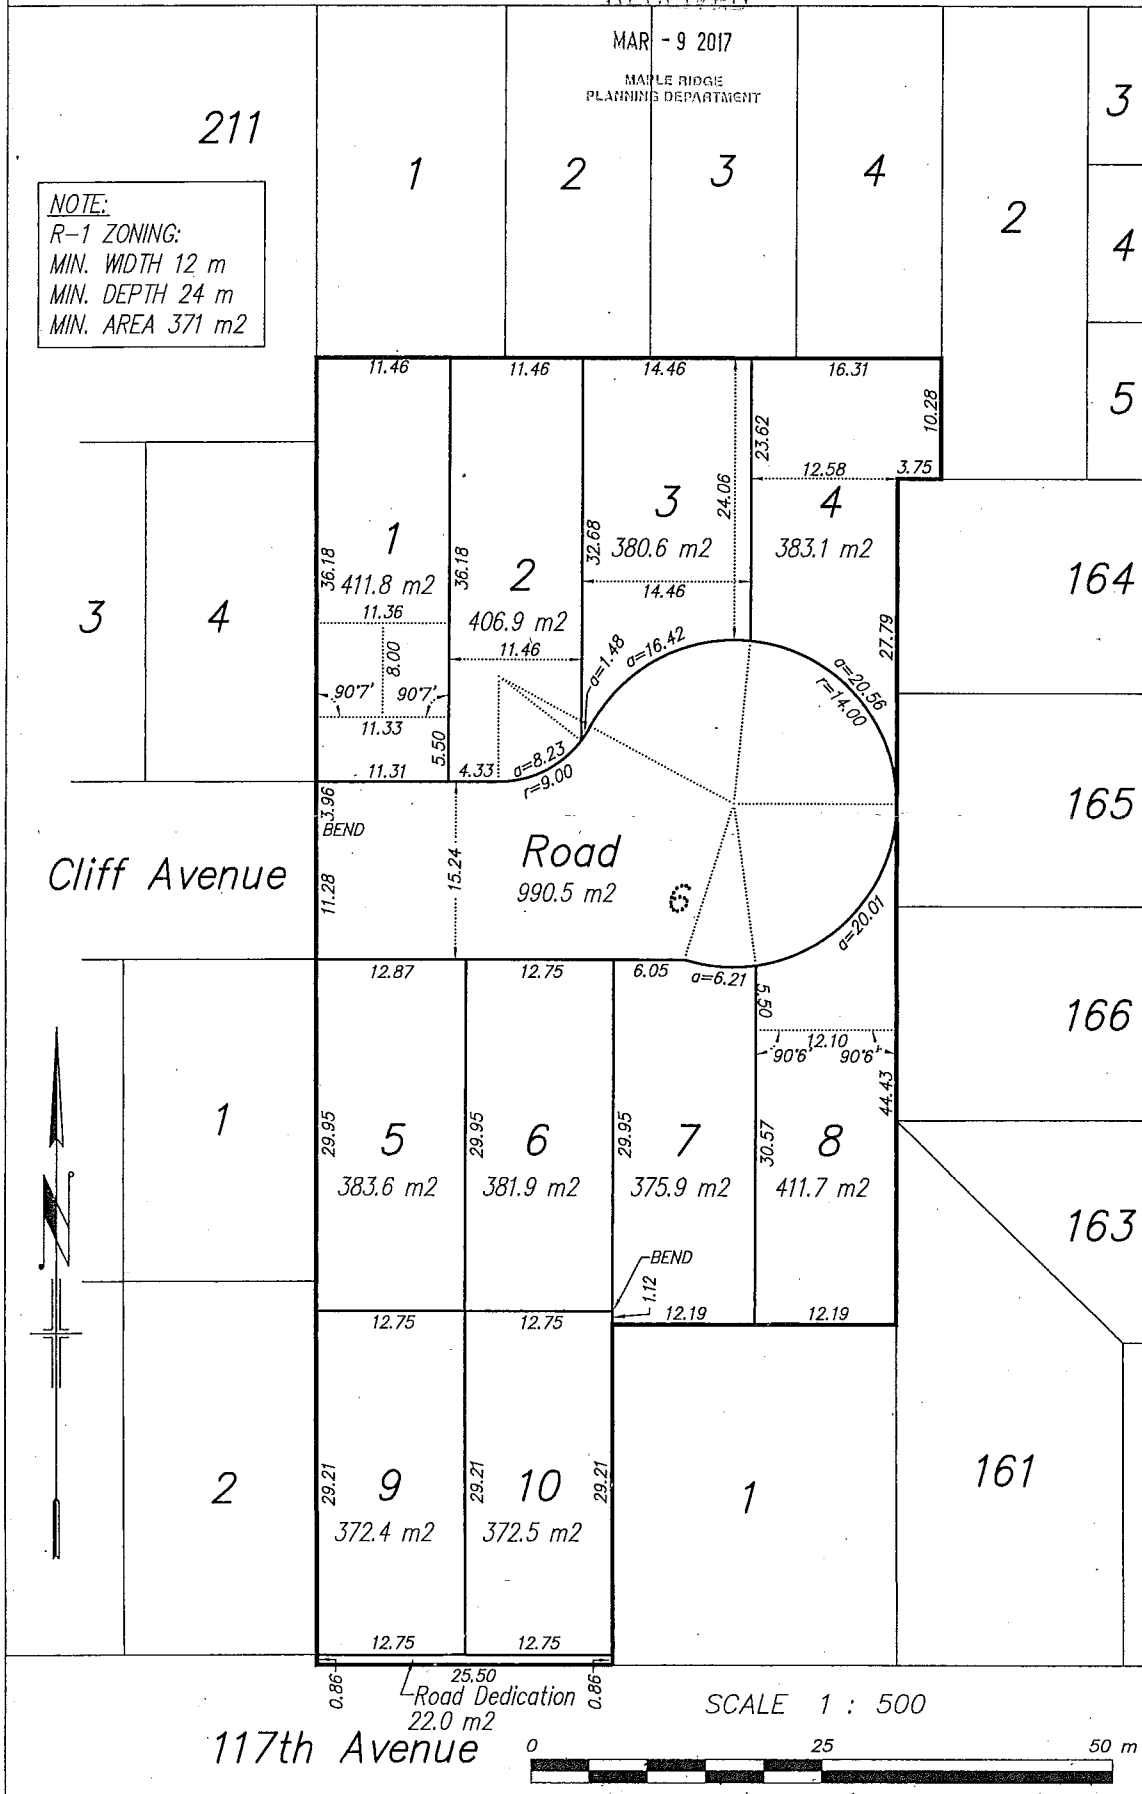 MAR - 9 2017
MAPLE RIDGE
PLANNING DEPARTMENT
211
1
2
3
4
2
3
4
5
NOTE:
R-1 ZONING:
MIN. WIDTH 12 m
MIN. DEPTH 24 m
MIN. AREA 371 m2
11.46
11.46
14.46
16.31
10.28
23.62
24.06
12.58
3.75
3
4
1
411.8 m2
36.18
36.18
11.36
8.00
90°7'
90°7'
11.33
5.50
11.31
2
406.9 m2
11.46
4.33
a=8.23
r=9.00
3
380.6 m2
32.68
14.46
a=1.48
a=16.42
4
383.1 m2
27.79
a=20.56
r=14.00
164
165
166
163
161
3.96
BEND
11.28
15.24
Cliff Avenue
Road
990.5 m2
6
a=20.01
12.87
12.75
6.05
a=6.21
5.50
12.10
90°6'
90°6'
44.43
1
29.95
5
383.6 m2
29.95
6
381.9 m2
29.95
7
375.9 m2
30.57
8
411.7 m2
BEND
1.12
12.75
12.75
12.19
12.19
2
29.21
9
372.4 m2
29.21
10
372.5 m2
29.21
1
12.75
12.75
0.86
25.50
0.86
Road Dedication
22.0 m2
117th Avenue
SCALE 1 : 500
0
25
50 m